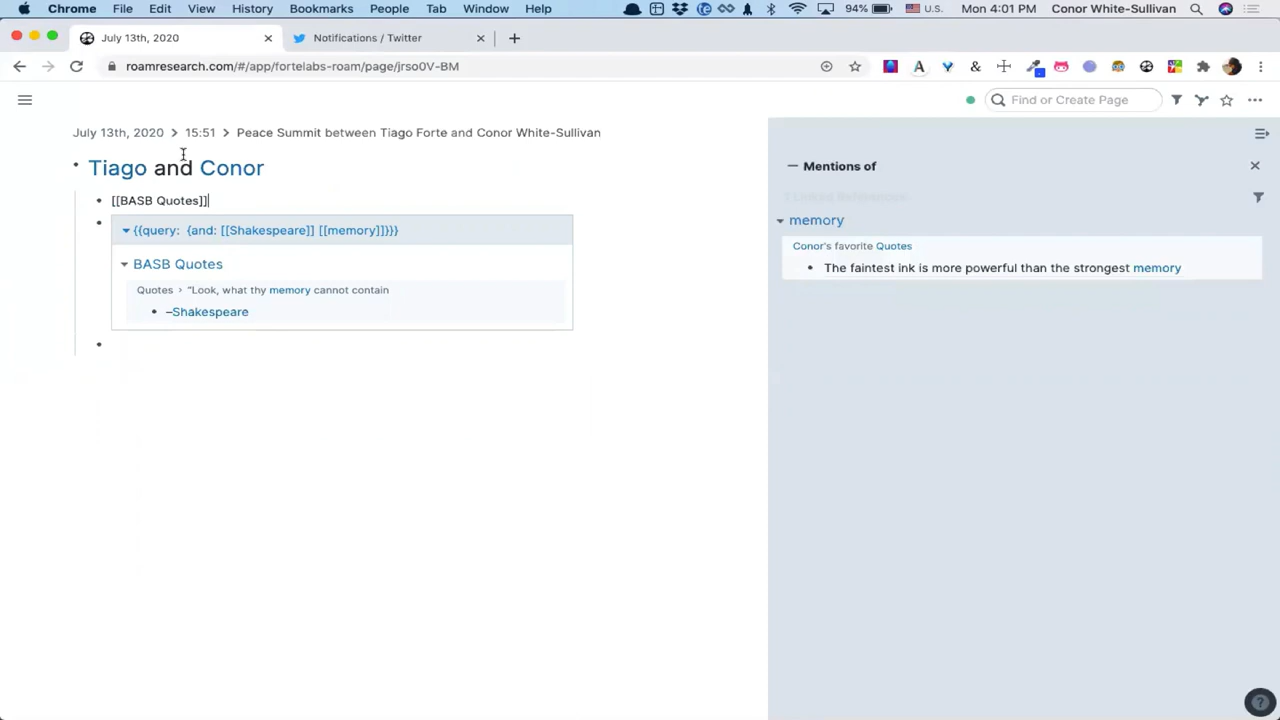 Chrome File Edit View History Bookmarks People Tab Window Help 94% U.S. Mon 4:01 PM Conor White-Sullivan
July 13th, 2020 Notifications / Twitter
roamresearch.com/#/app/fortelabs-roam/page/jrso0V-BM
Find or Create Page
July 13th, 2020 > 15:51 > Peace Summit between Tiago Forte and Conor White-Sullivan
Tiago and Conor
[[BASB Quotes]]
{{query: {and: [[Shakespeare]] [[memory]]}}}
BASB Quotes
Quotes > "Look, what thy memory cannot contain
–Shakespeare
Mentions of
memory
Conor's favorite Quotes
The faintest ink is more powerful than the strongest memory